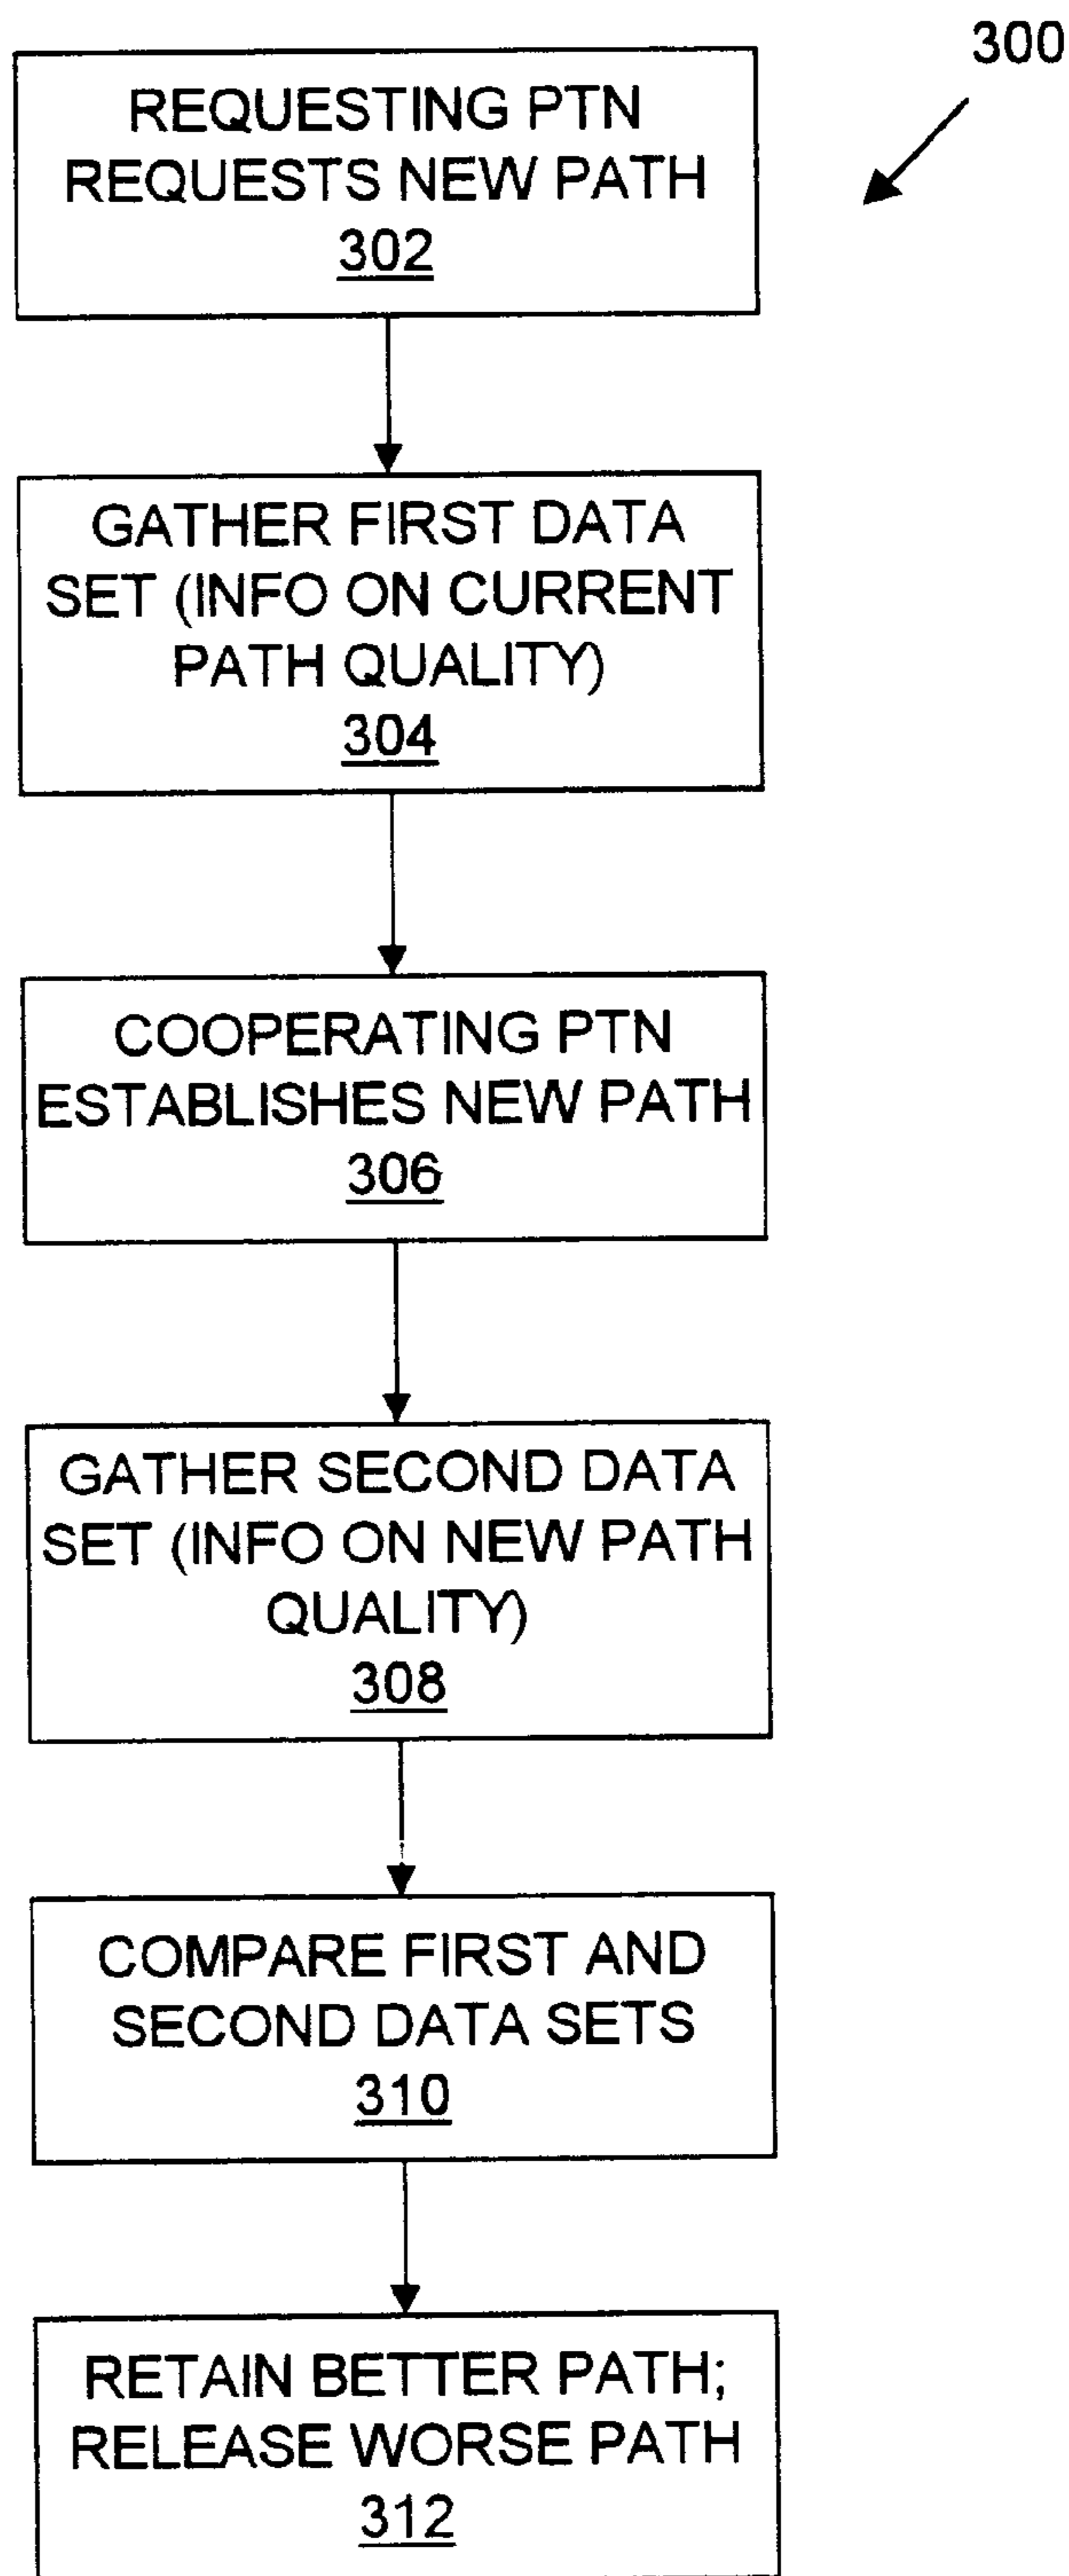 300
REQUESTING PTN
REQUESTS NEW PATH
302
GATHER FIRST DATA
SET (INFO ON CURRENT
PATH QUALITY)
304
COOPERATING PTN
ESTABLISHES NEW PATH
306
GATHER SECOND DATA
SET (INFO ON NEW PATH
QUALITY)
308
COMPARE FIRST AND
SECOND DATA SETS
310
RETAIN BETTER PATH;
RELEASE WORSE PATH
312